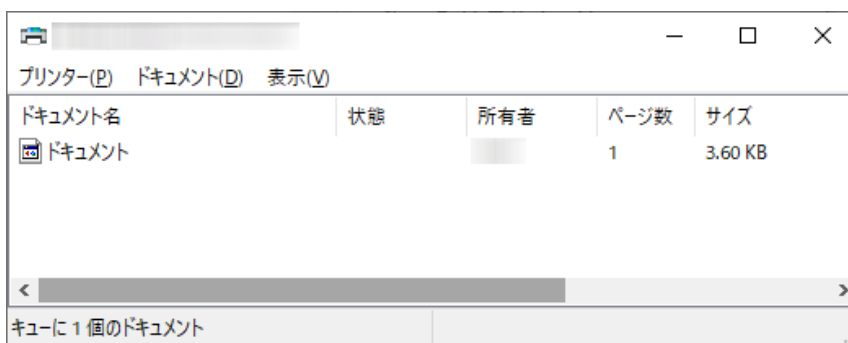 プリンター(P) ドキュメント(D) 表示(V)
ドキュメント名 状態 所有者 ページ数 サイズ
ドキュメント 1 3.60 KB
キューに 1 個のドキュメント